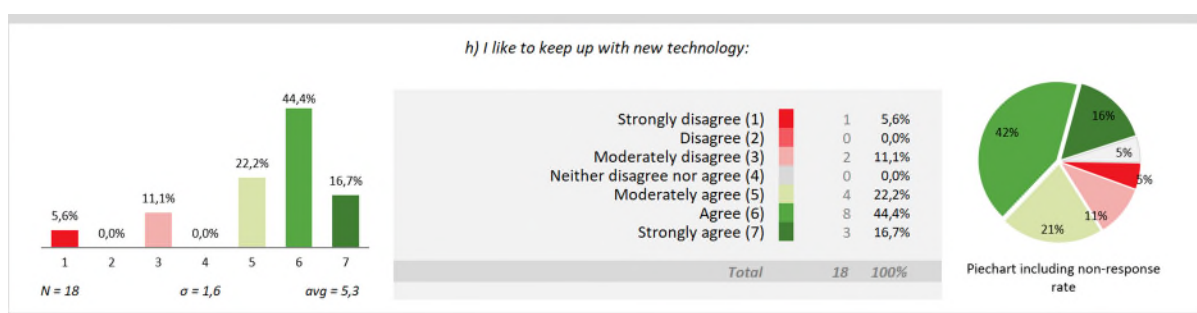 h) I like to keep up with new technology:
44,4%
22,2%
16,7%
11,1%
5,6%
0,0%
0,0%
1 2 3 4 5 6 7
N = 18 σ = 1,6 avg = 5,3
Strongly disagree (1) 1 5,6%
Disagree (2) 0 0,0%
Moderately disagree (3) 2 11,1%
Neither disagree nor agree (4) 0 0,0%
Moderately agree (5) 4 22,2%
Agree (6) 8 44,4%
Strongly agree (7) 3 16,7%
Total 18 100%
42%
16%
5%
5%
11%
21%
Piechart including non-response
rate